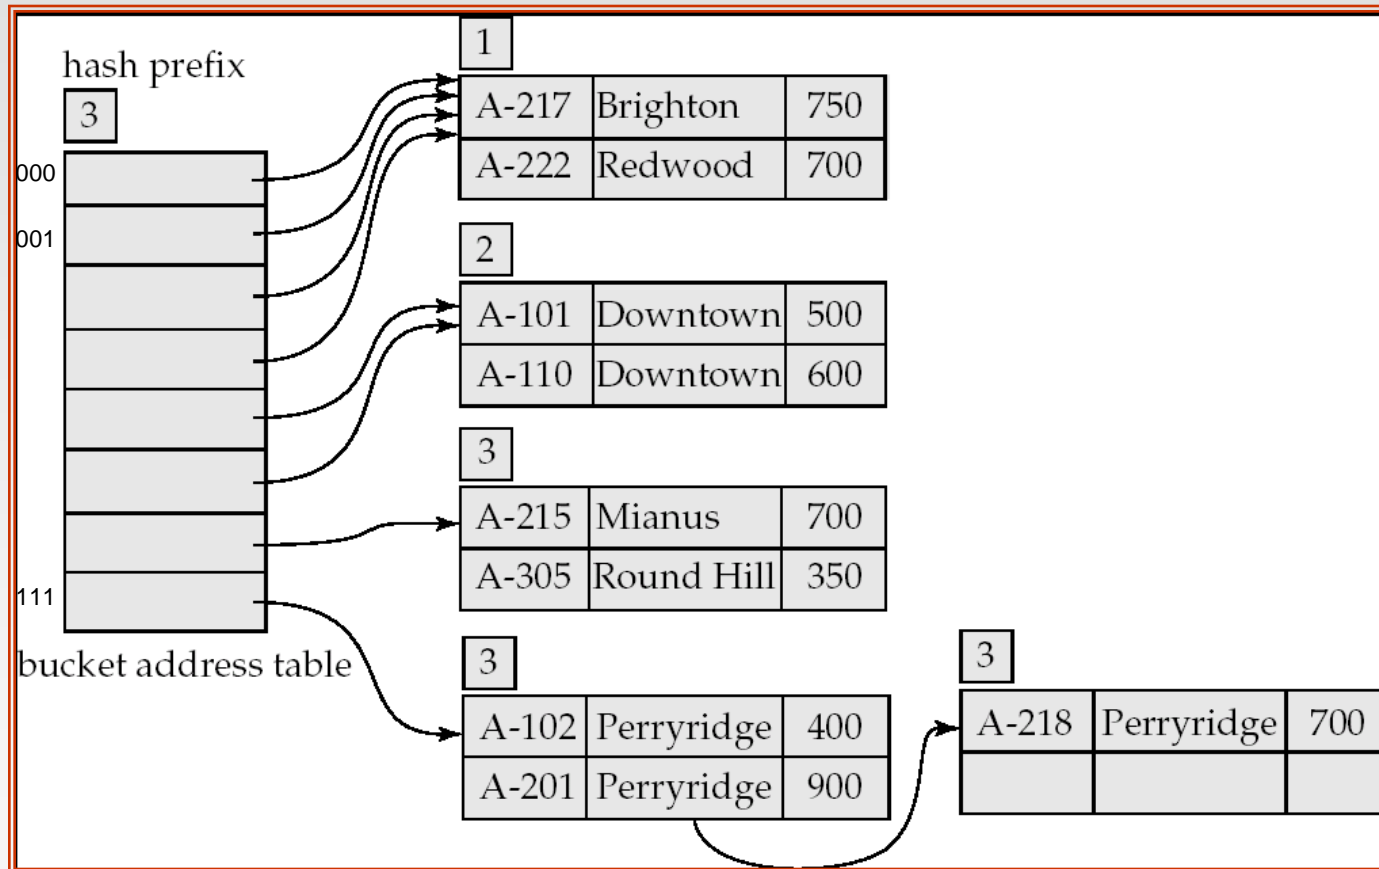 hash prefix
3
000
001
111
bucket address table
1
A-217 Brighton 750
A-222 Redwood 700
2
A-101 Downtown 500
A-110 Downtown 600
3
A-215 Mianus 700
A-305 Round Hill 350
3
A-102 Perryridge 400
A-201 Perryridge 900
3
A-218 Perryridge 700